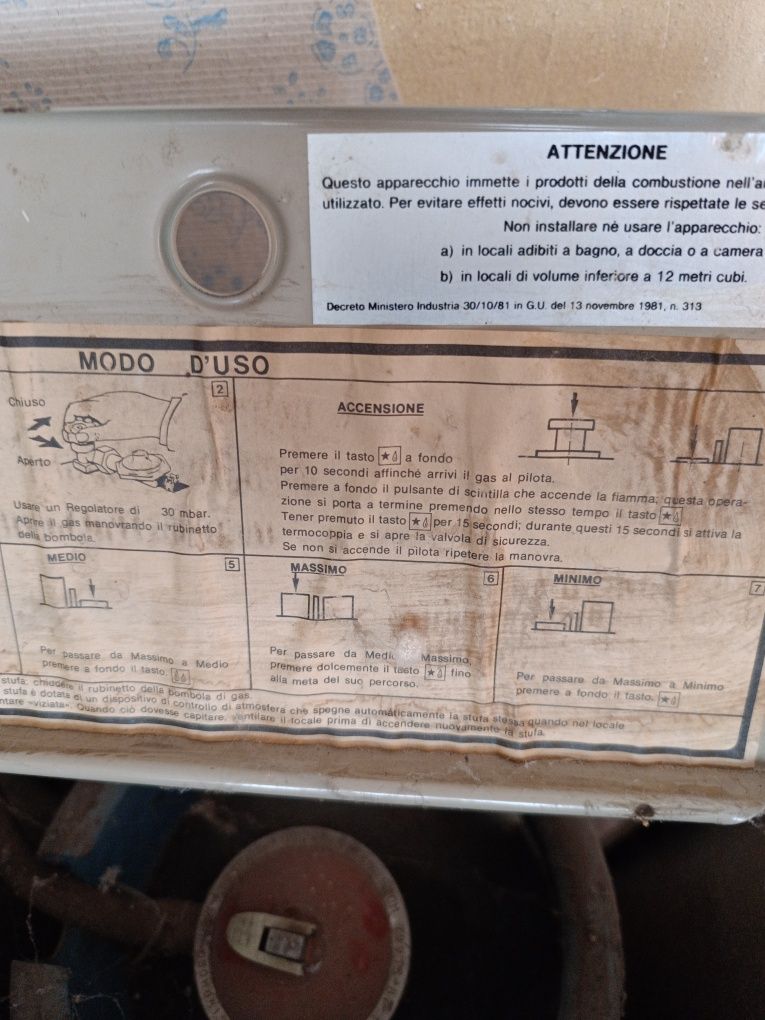 ATTENZIONE
Questo apparecchio immette i prodotti della combustione nell'a
utilizzato. Per evitare effetti nocivi, devono essere rispettate le se
Non installare nè usare l'apparecchio:
a) in locali adibiti a bagno, a doccia o a camera
b) in locali di volume inferiore a 12 metri cubi.
Decreto Ministero Industria 30/10/81 in G.U. del 13 novembre 1981, n. 313
MODO D'USO
2
Chiuso
Aperto
Usare un Regolatore di 30 mbar.
Aprire il gas manovrando il rubinetto
della bombola.
ACCENSIONE
Premere il tasto a fondo
per 10 secondi affinchè arrivi il gas al pilota.
Premere a fondo il pulsante di scintilla che accende la fiamma; questa opera-
zione si porta a termine premendo nello stesso tempo il tasto
Tener premuto il tasto per 15 secondi; durante questi 15 secondi si attiva la
termocoppia e si apre la valvola di sicurezza.
Se non si accende il pilota ripetere la manovra.
MEDIO
5
Per passare da Massimo a Medio
premere a fondo il tasto
MASSIMO
6
Per passare da Medi Massimo,
premere dolcemente il tasto fino
alla meta del suo percorso.
MINIMO
7
Per passare da Massimo a Minimo
premere a fondo il tasto.
stufa: chiudere il rubinetto della bombola di gas.
stufa è dotata di un dispositivo di controllo di atmosfera che spegne automáticamente la stufa stessa quando nel locale
ntare «viziata». Quando ciò dovesse capitare, ventilare il locale prima di accendere nuovamente la stufa.